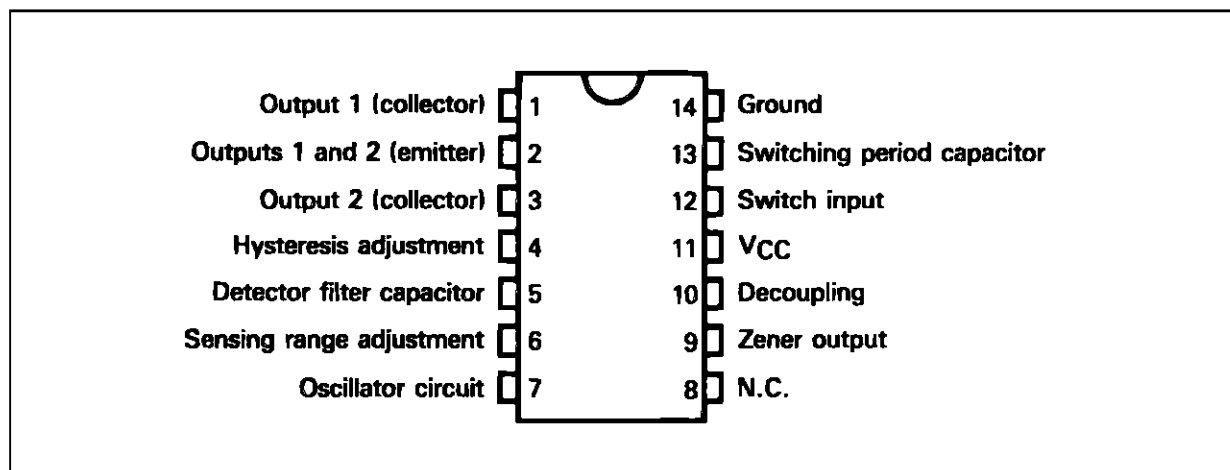 Output 1 (collector) 1 14 Ground
Outputs 1 and 2 (emitter) 2 13 Switching period capacitor
Output 2 (collector) 3 12 Switch input
Hysteresis adjustment 4 11 VCC
Detector filter capacitor 5 10 Decoupling
Sensing range adjustment 6 9 Zener output
Oscillator circuit 7 8 N.C.